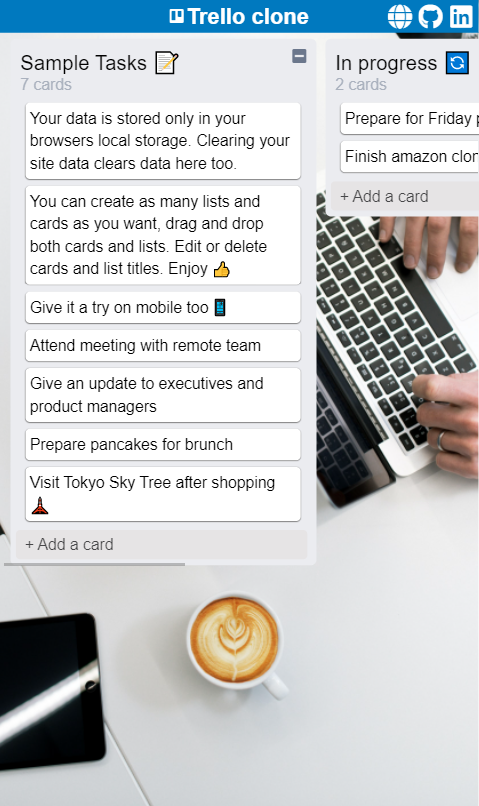 Trello clone
Sample Tasks 📝
7 cards
Your data is stored only in your
browsers local storage. Clearing your
site data clears data here too.
You can create as many lists and
cards as you want, drag and drop
both cards and lists. Edit or delete
cards and list titles. Enjoy 👍
Give it a try on mobile too 📱
Attend meeting with remote team
Give an update to executives and
product managers
Prepare pancakes for brunch
Visit Tokyo Sky Tree after shopping
🗼
+ Add a card
In progress 🔄
2 cards
Prepare for Friday
Finish amazon
+ Add a card